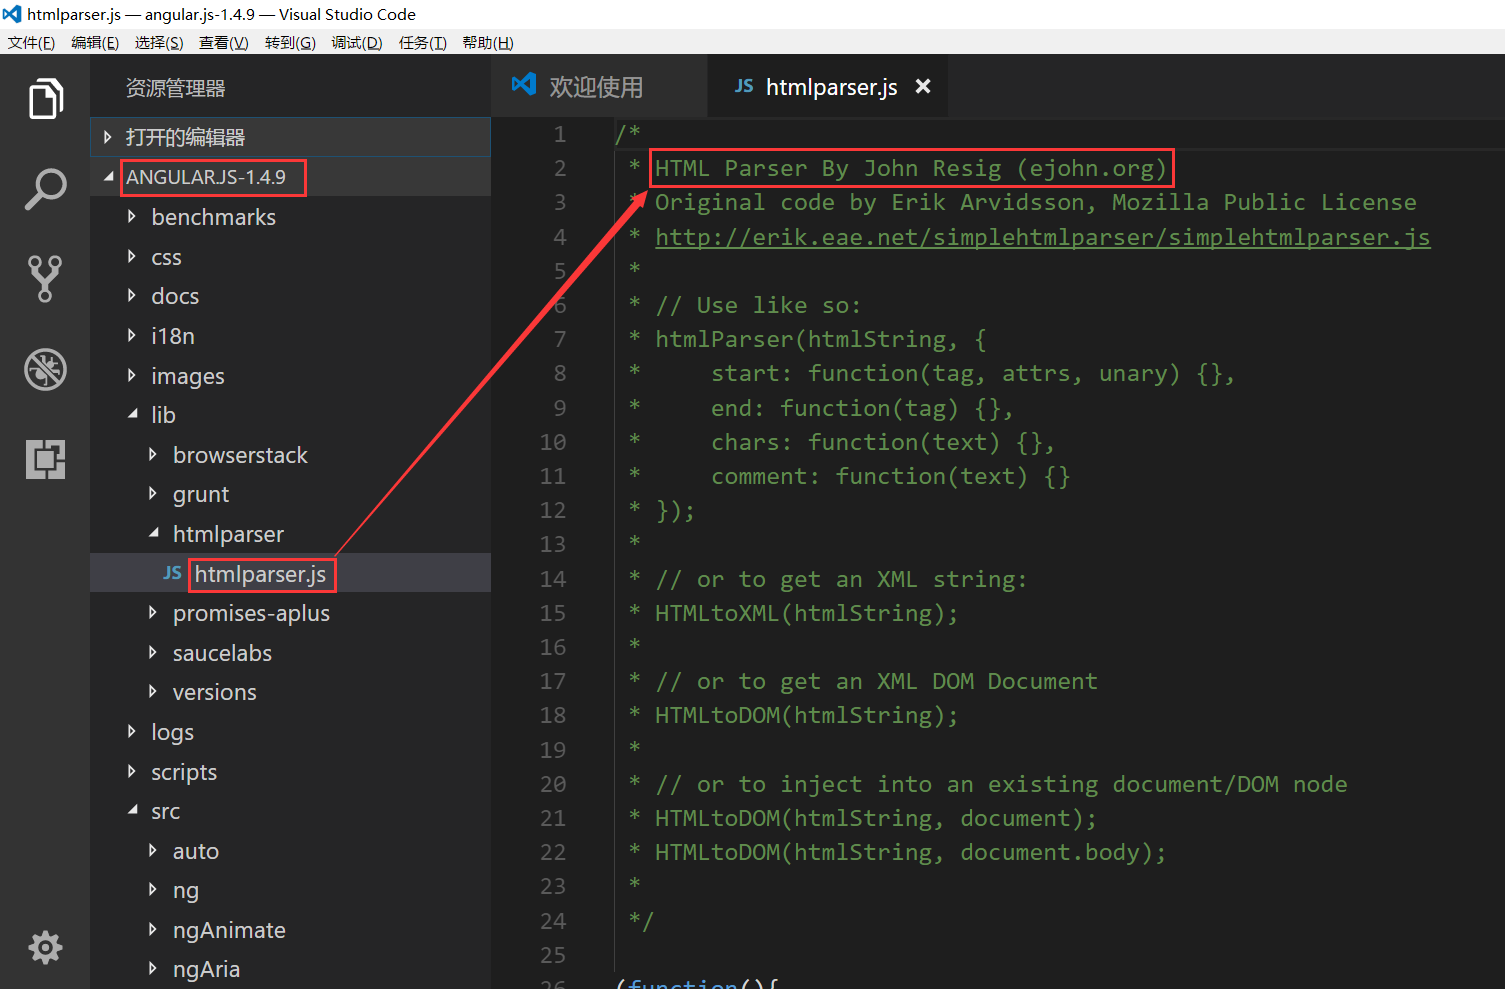 htmlparser.js — angular.js-1.4.9 — Visual Studio Code
文件(F) 编辑(E) 选择(S) 查看(V) 转到(G) 调试(D) 任务(T) 帮助(H)
资源管理器
打开的编辑器
ANGULAR.JS-1.4.9
benchmarks
css
docs
i18n
images
lib
browserstack
grunt
htmlparser
JS htmlparser.js
promises-aplus
saucelabs
versions
logs
scripts
src
auto
ng
ngAnimate
ngAria
欢迎使用
JS htmlparser.js ×
1 /*
2 * HTML Parser By John Resig (ejohn.org)
3 * Original code by Erik Arvidsson, Mozilla Public License
4 * http://erik.eae.net/simplehtmlparser/simplehtmlparser.js
5 *
6 * // Use like so:
7 * htmlParser(htmlString, {
8 *     start: function(tag, attrs, unary) {},
9 *     end: function(tag) {},
10 *     chars: function(text) {},
11 *     comment: function(text) {}
12 * });
13 *
14 * // or to get an XML string:
15 * HTMLtoXML(htmlString);
16 *
17 * // or to get an XML DOM Document
18 * HTMLtoDOM(htmlString);
19 *
20 * // or to inject into an existing document/DOM node
21 * HTMLtoDOM(htmlString, document);
22 * HTMLtoDOM(htmlString, document.body);
23 *
24 */
25
26 (function(){